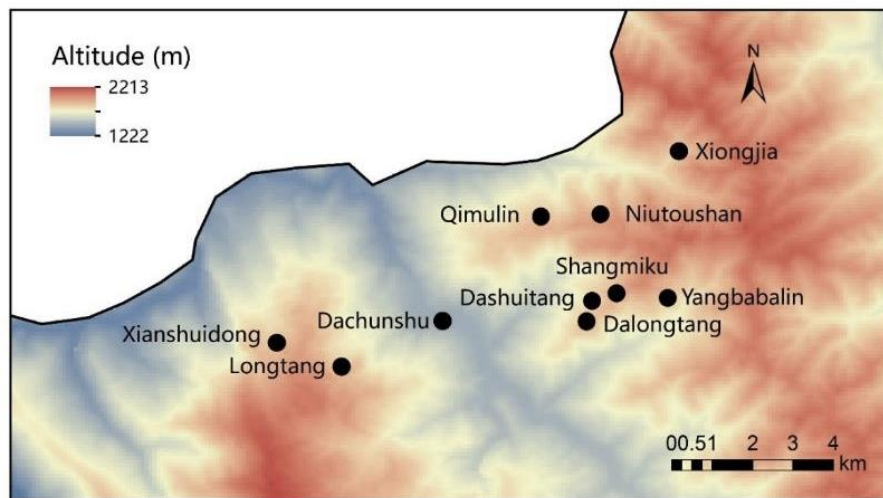 Altitude (m)
2213
1222
N
Xiongjia
Qimulin
Niutoushan
Shangmiku
Dashuitang
Yangbabalin
Xianshuidong
Dachunshu
Dalongtang
Longtang
00.51 2 3 4
km